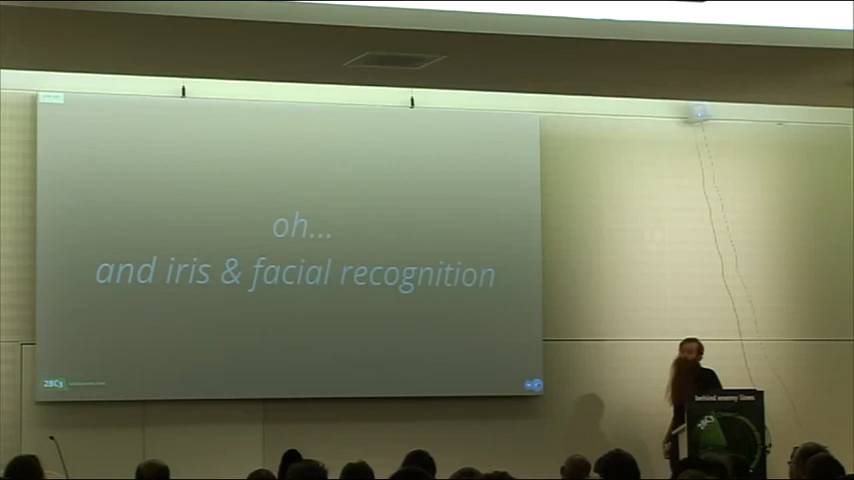 oh...
and iris & facial recognition
28C3
behind enemy lines